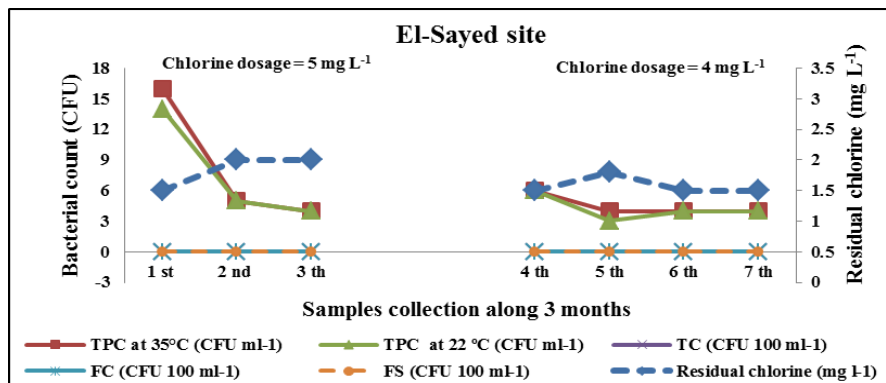 El-Sayed site
Chlorine dosage = 5 mg L-1
Chlorine dosage = 4 mg L-1
Bacterial count (CFU)
18
15
12
9
6
3
0
-3
3.5
3
2.5
2
1.5
1
0.5
0
Residual chlorine (mg L-1)
1 st 2 nd 3 th 4 th 5 th 6 th 7 th
Samples collection along 3 months
TPC at 35°C (CFU ml-1) TPC at 22 °C (CFU ml-1) TC (CFU 100 ml-1)
FC (CFU 100 ml-1) FS (CFU 100 ml-1) Residual chlorine (mg l-1)